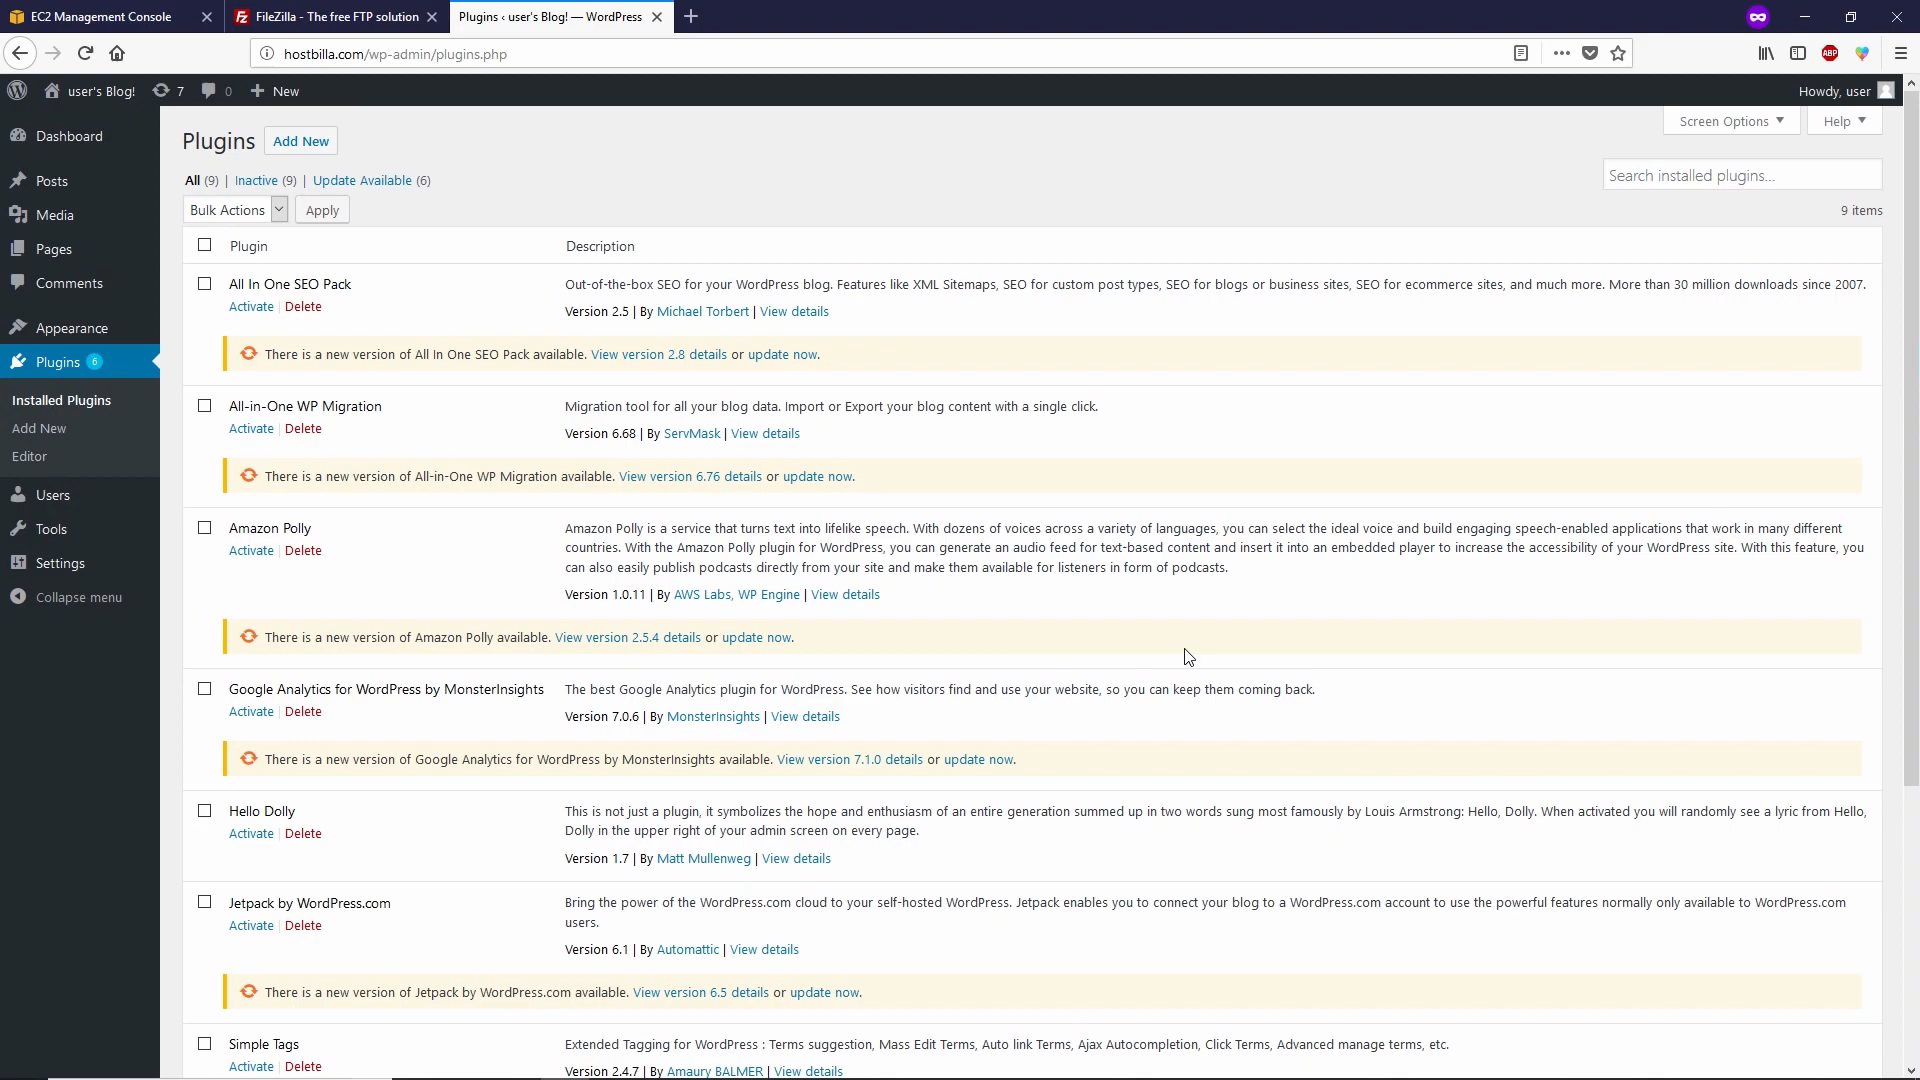 EC2 Management Console
FileZilla - The free FTP solution
Plugins ‹ user's Blog! — WordPress
hostbilla.com/wp-admin/plugins.php
ABP
user's Blog! 7 0 New
Howdy, user
Dashboard
Posts
Media
Pages
Comments
Appearance
Plugins 6
Installed Plugins
Add New
Editor
Users
Tools
Settings
Collapse menu
Screen Options
Help
Plugins Add New
All (9) | Inactive (9) | Update Available (6)
Search installed plugins...
Bulk Actions Apply
9 items
Plugin Description
All In One SEO Pack
Activate | Delete
Out-of-the-box SEO for your WordPress blog. Features like XML Sitemaps, SEO for custom post types, SEO for blogs or business sites, SEO for ecommerce sites, and much more. More than 30 million downloads since 2007.
Version 2.5 | By Michael Torbert | View details
There is a new version of All In One SEO Pack available. View version 2.8 details or update now.
All-in-One WP Migration
Activate | Delete
Migration tool for all your blog data. Import or Export your blog content with a single click.
Version 6.68 | By ServMask | View details
There is a new version of All-in-One WP Migration available. View version 6.76 details or update now.
Amazon Polly
Activate | Delete
Amazon Polly is a service that turns text into lifelike speech. With dozens of voices across a variety of languages, you can select the ideal voice and build engaging speech-enabled applications that work in many different
countries. With the Amazon Polly plugin for WordPress, you can generate an audio feed for text-based content and insert it into an embedded player to increase the accessibility of your WordPress site. With this feature, you
can also easily publish podcasts directly from your site and make them available for listeners in form of podcasts.
Version 1.0.11 | By AWS Labs, WP Engine | View details
There is a new version of Amazon Polly available. View version 2.5.4 details or update now.
Google Analytics for WordPress by MonsterInsights
Activate | Delete
The best Google Analytics plugin for WordPress. See how visitors find and use your website, so you can keep them coming back.
Version 7.0.6 | By MonsterInsights | View details
There is a new version of Google Analytics for WordPress by MonsterInsights available. View version 7.1.0 details or update now.
Hello Dolly
Activate | Delete
This is not just a plugin, it symbolizes the hope and enthusiasm of an entire generation summed up in two words sung most famously by Louis Armstrong: Hello, Dolly. When activated you will randomly see a lyric from Hello,
Dolly in the upper right of your admin screen on every page.
Version 1.7 | By Matt Mullenweg | View details
Jetpack by WordPress.com
Activate | Delete
Bring the power of the WordPress.com cloud to your self-hosted WordPress. Jetpack enables you to connect your blog to a WordPress.com account to use the powerful features normally only available to WordPress.com
users.
Version 6.1 | By Automattic | View details
There is a new version of Jetpack by WordPress.com available. View version 6.5 details or update now.
Simple Tags
Activate | Delete
Extended Tagging for WordPress : Terms suggestion, Mass Edit Terms, Auto link Terms, Ajax Autocompletion, Click Terms, Advanced manage terms, etc.
Version 2.4.7 | By Amaury BALMER | View details